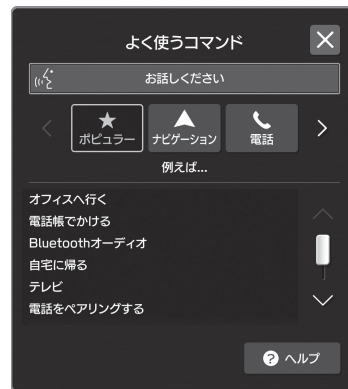 よく使うコマンド
お話しください
ポピュラー
ナビゲーション
電話
例えば...
オフィスへ行く
電話帳でかける
Bluetoothオーディオ
自宅に帰る
テレビ
電話をペアリングする
ヘルプ